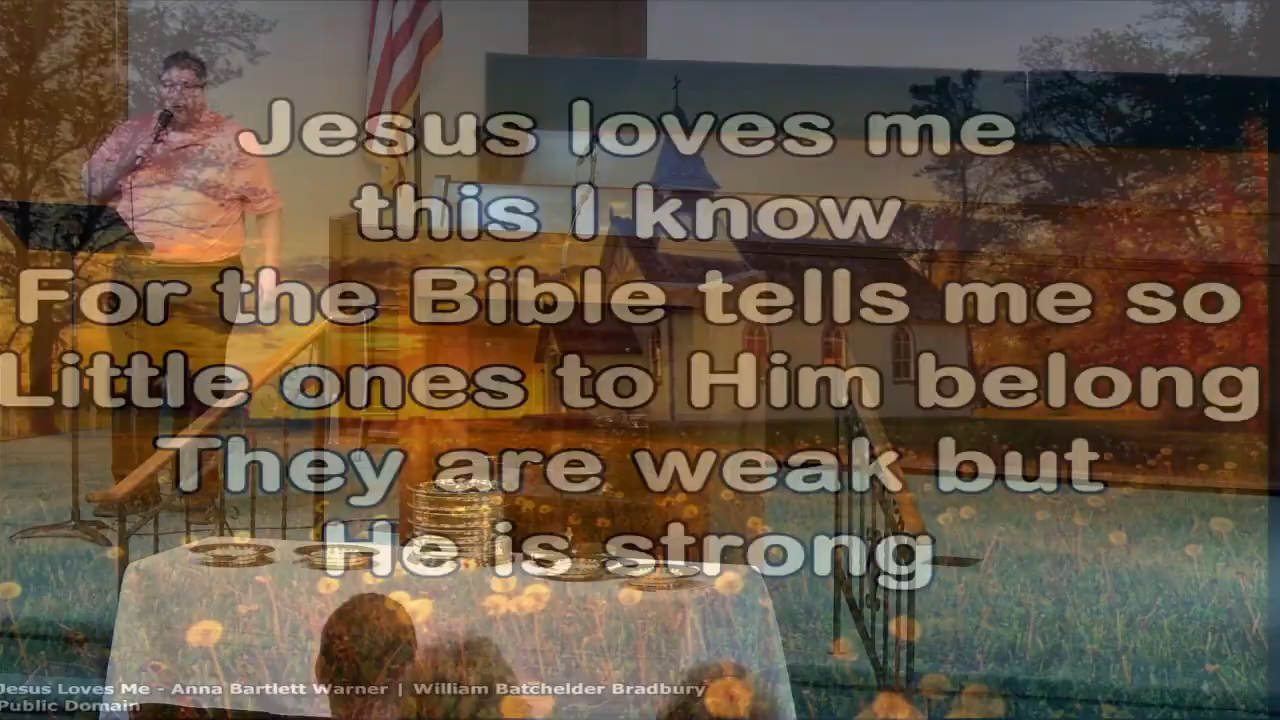 Jesus loves me
this I know
For the Bible tells me so
Little ones to Him belong
They are weak but
He is strong
Jesus Loves Me - Anna Bartlett Warner | William Batchelder Bradbury
Public Domain